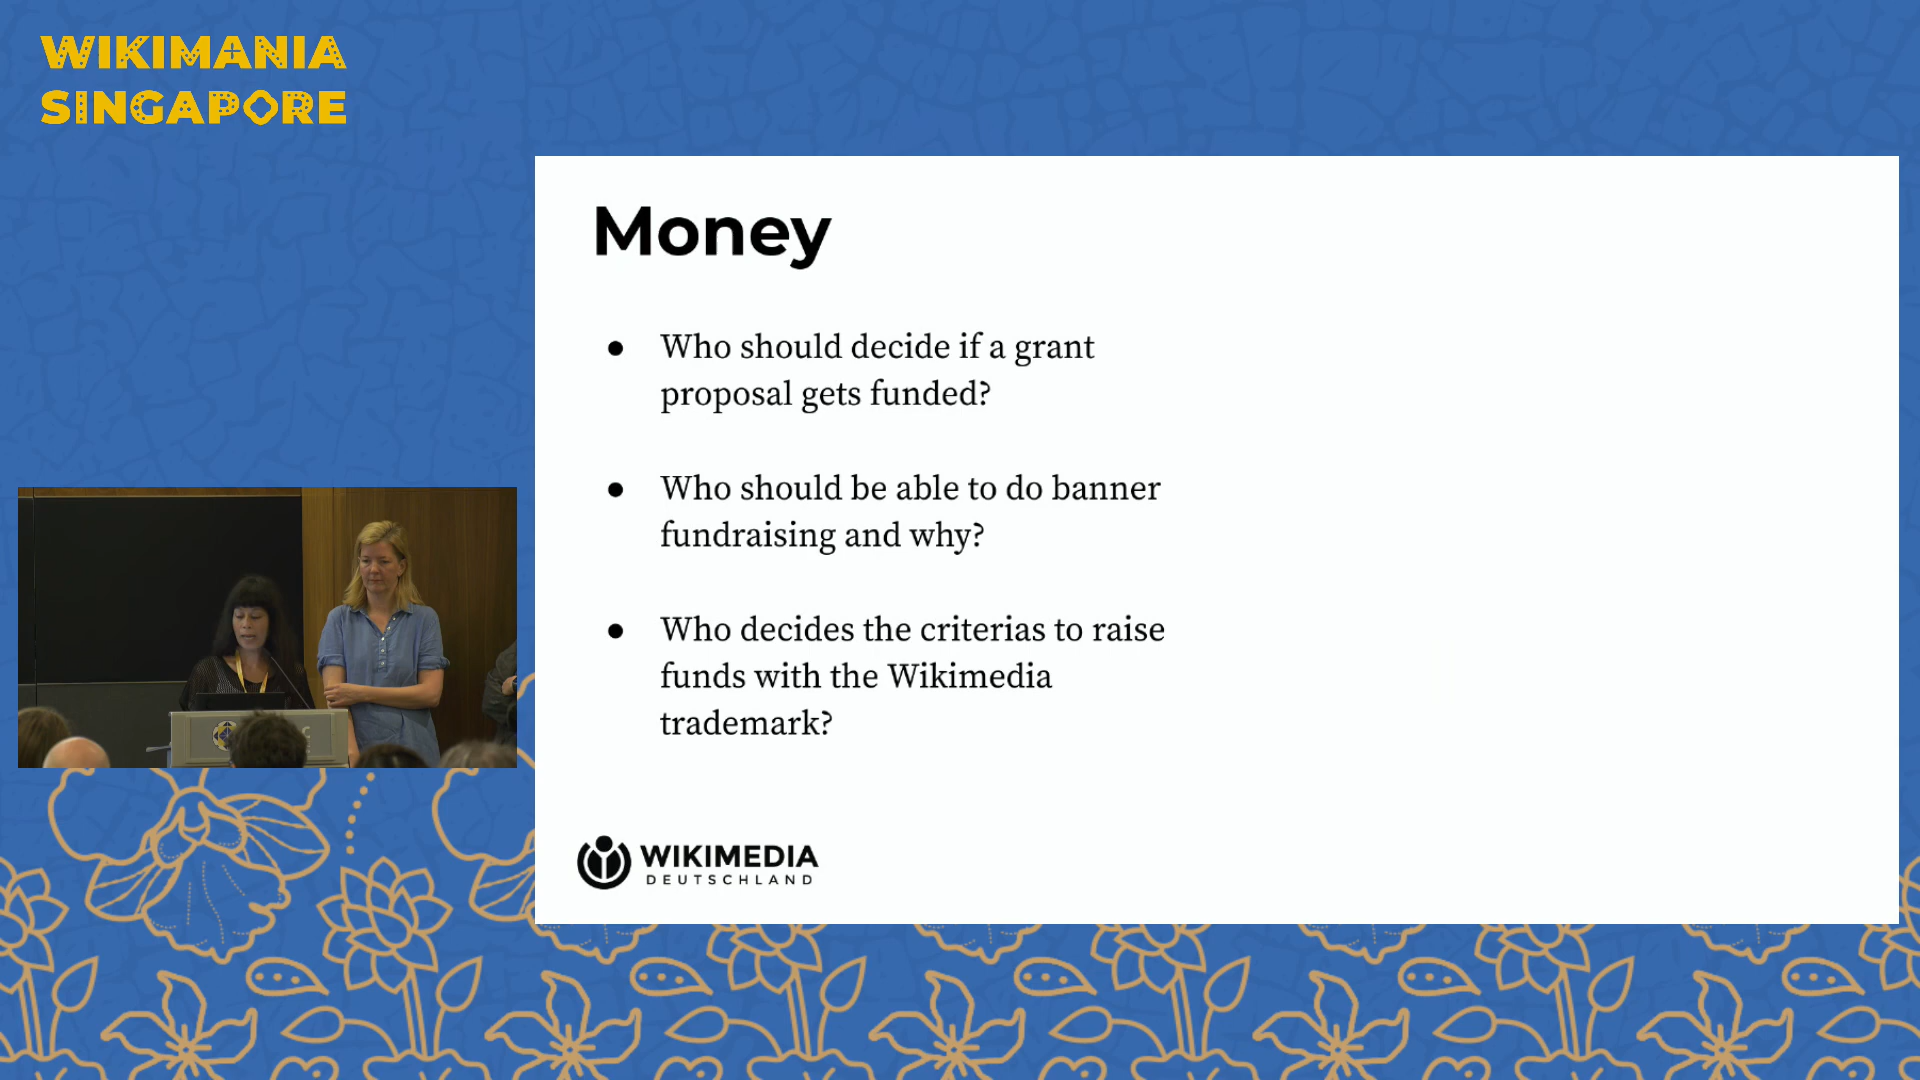 WIKIMANIA
SINGAPORE
Money
● Who should decide if a grant
proposal gets funded?
● Who should be able to do banner
fundraising and why?
● Who decides the criterias to raise
funds with the Wikimedia
trademark?
WIKIMEDIA
DEUTSCHLAND